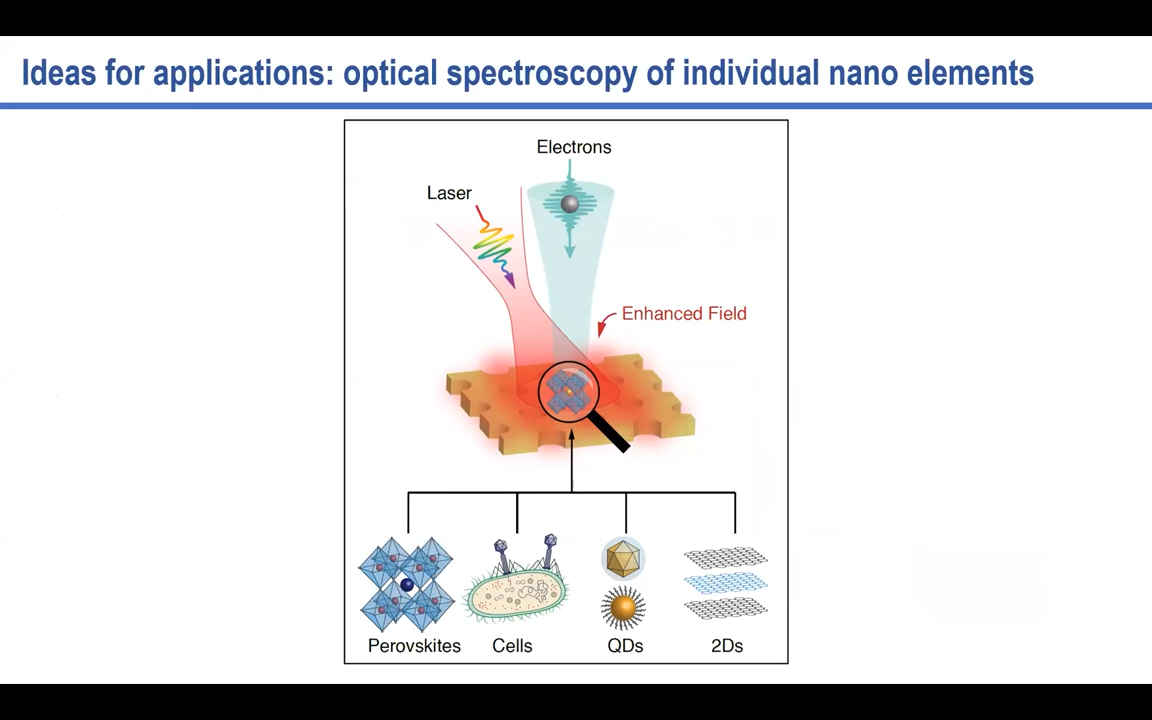 Ideas for applications: optical spectroscopy of individual nano elements
Electrons
Laser
Enhanced Field
Perovskites
Cells
QDs
2Ds